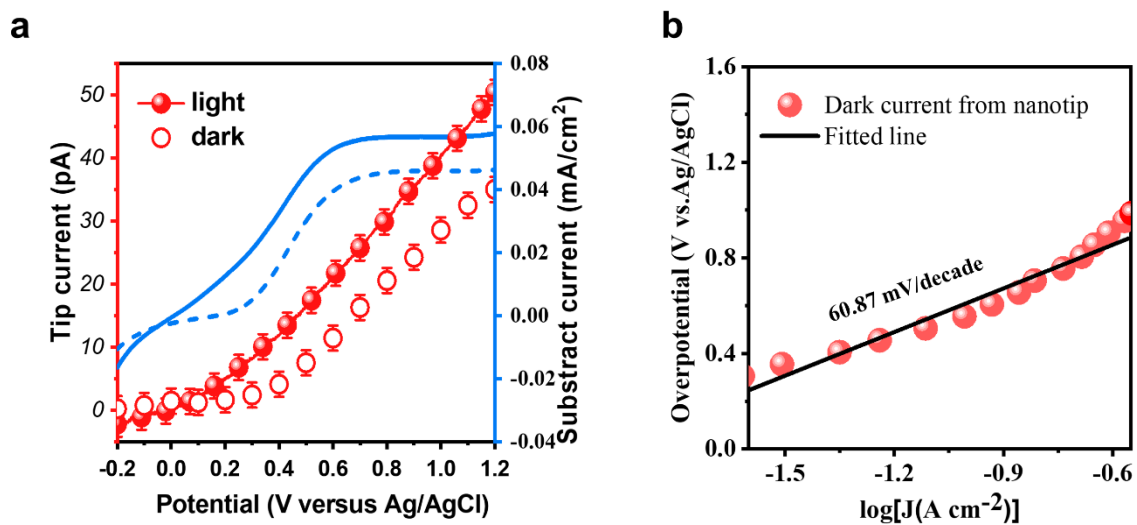 a
Tip current (pA)
50
40
30
20
10
0
light
dark
0.08
0.06
0.04
0.02
0.00
-0.02
-0.04
Substract current (mA/cm²)
-0.2
0.0
0.2
0.4
0.6
0.8
1.0
1.2
Potential (V versus Ag/AgCl)
b
Overpotential (V vs.Ag/AgCl)
1.6
1.2
0.8
0.4
0.0
Dark current from nanotip
Fitted line
60.87 mV/decade
-1.5
-1.2
-0.9
-0.6
log[J(A cm⁻²)]